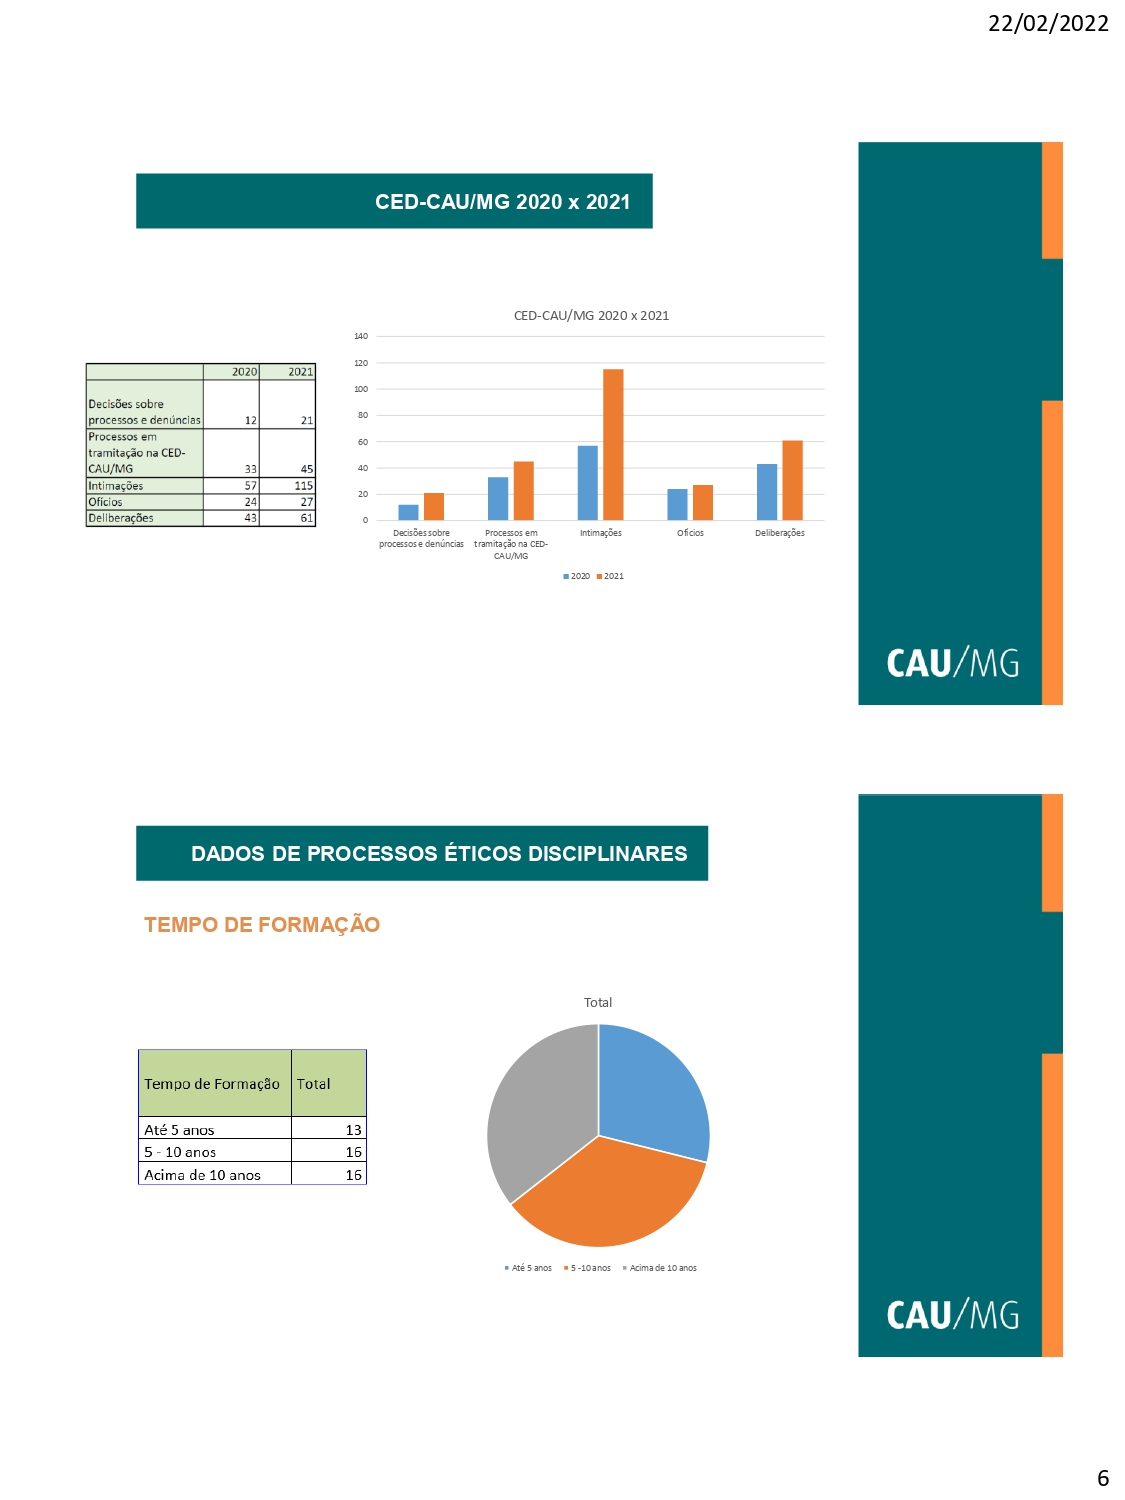 22/02/2022
CED-CAU/MG 2020 x 2021
2020 2021
Decisões sobre
processos e denúncias 12 21
Processos em
tramitação na CED-
CAU/MG 33 45
Intimações 57 115
Ofícios 24 27
Deliberações 43 61
CED-CAU/MG 2020 x 2021
140
120
100
80
60
40
20
0
Decisões sobre
processos e denúncias
Processos em
tramitação na CED-
CAU/MG
Intimações
Ofícios
Deliberações
2020 2021
CAU/MG
DADOS DE PROCESSOS ÉTICOS DISCIPLINARES
TEMPO DE FORMAÇÃO
Tempo de Formação Total
Até 5 anos 13
5 - 10 anos 16
Acima de 10 anos 16
Total
Até 5 anos 5 -10 anos Acima de 10 anos
CAU/MG
6